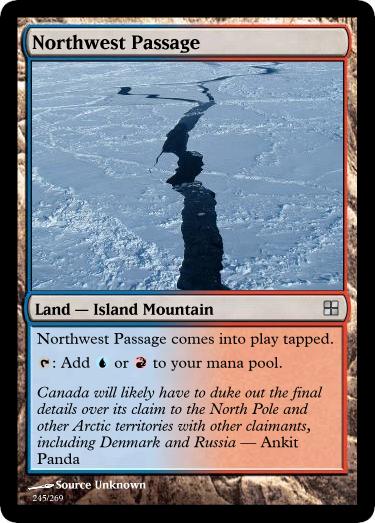 Northwest Passage
Land — Island Mountain
Northwest Passage comes into play tapped.
: Add or to your mana pool.
Canada will likely have to duke out the final
details over its claim to the North Pole and
other Arctic territories with other claimants,
including Denmark and Russia — Ankit
Panda
Source Unknown
245/269